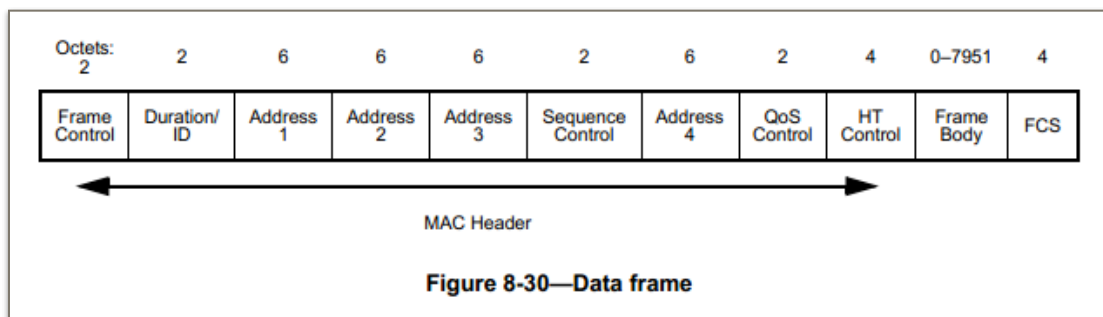 Octets:
2 2 6 6 6 2 6 2 4 0–7951 4
Frame Control Duration/ ID Address 1 Address 2 Address 3 Sequence Control Address 4 QoS Control HT Control Frame Body FCS
MAC Header
Figure 8-30—Data frame